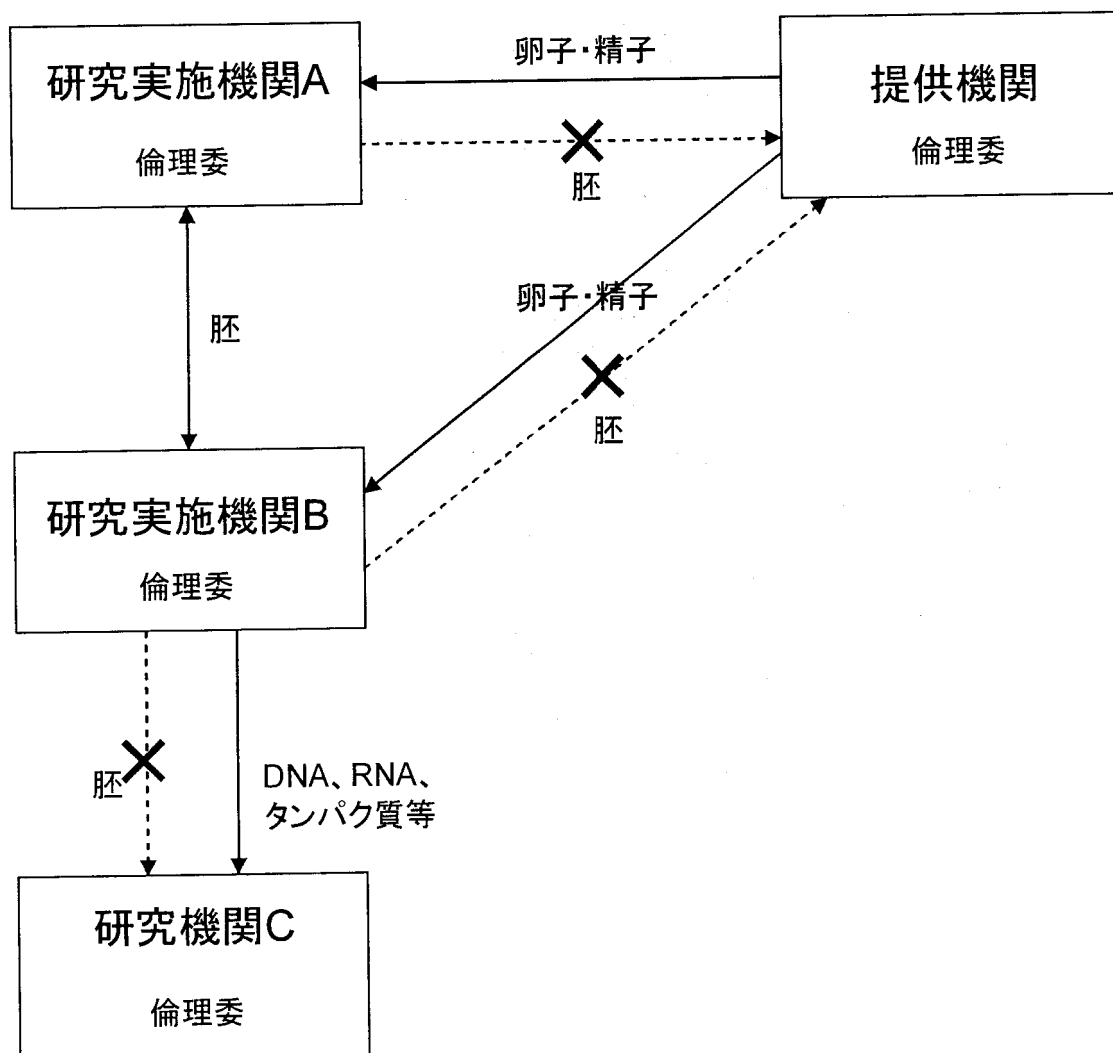 研究実施機関A
倫理委
卵子・精子
提供機関
倫理委
胚
胚
卵子・精子
胚
研究実施機関B
倫理委
胚
DNA、RNA、
タンパク質等
研究機関C
倫理委